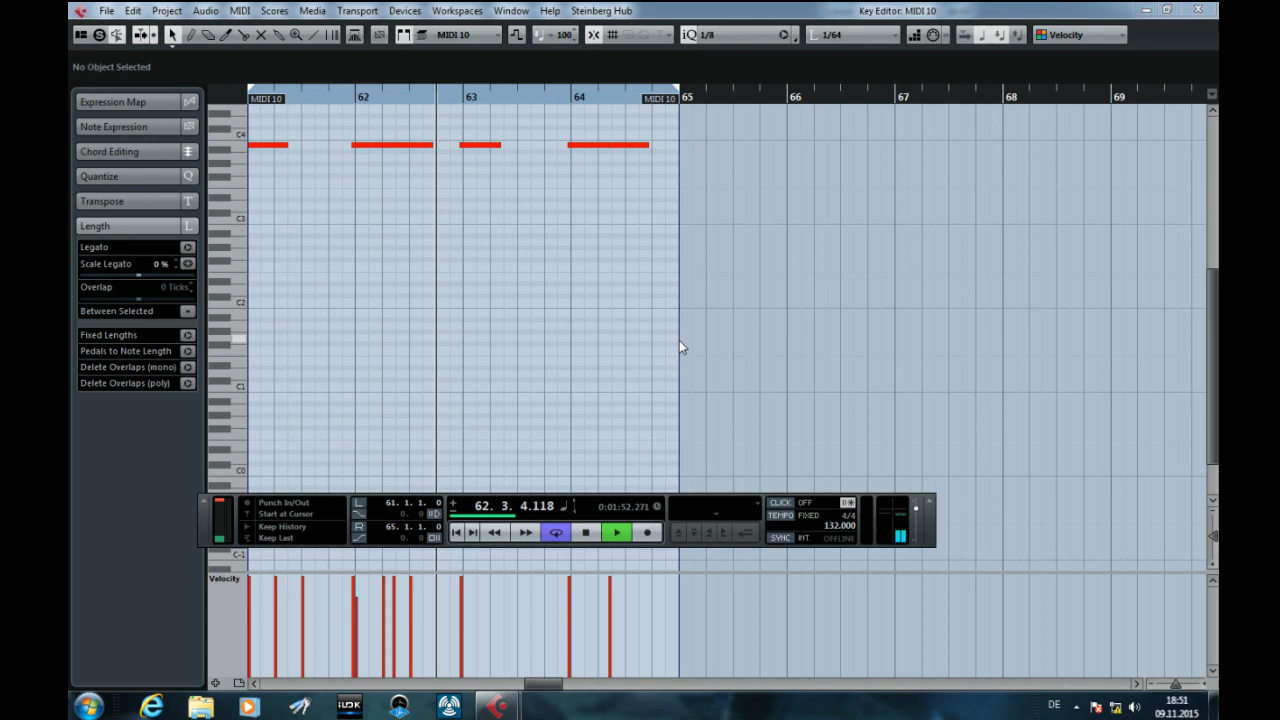 File Edit Project Audio MIDI Scores Media Transport Devices Workspaces Window Help Steinberg Hub Key Editor: MIDI 10
MIDI 10 100 iQ 1/8 L 1/64 Velocity
No Object Selected
Expression Map
Note Expression
Chord Editing
Quantize Q
Transpose T
Length L
Legato
Scale Legato 0 %
Overlap 0 Ticks
Between Selected
Fixed Lengths
Pedals to Note Length
Delete Overlaps (mono)
Delete Overlaps (poly)
62 63 64 65 66 67 68 69
MIDI 10 MIDI 10
C4
C3
C2
C1
C0
C-1
Punch In/Out
Start at Cursor
Keep History
Keep Last
L 61. 1. 1. 0
0. 0
R 65. 1. 1. 0
0. 0
62. 3. 4.118 0:01:52.271
CLICK OFF
TEMPO FIXED 4/4
132.000
SYNC INT. OFFLINE
Velocity
iLOK
DE 18:51
09.11.2015